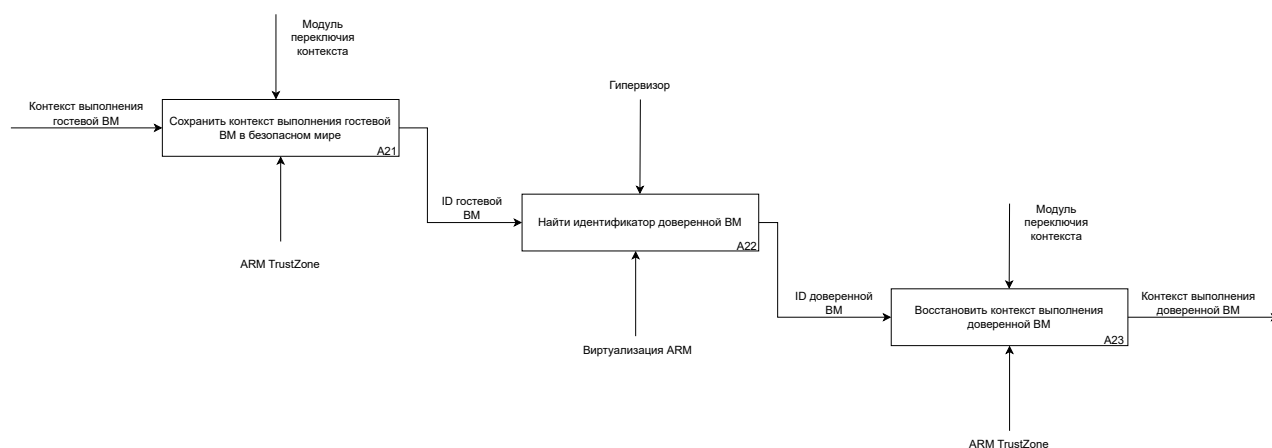 Модуль
переключия
контекста
Гипервизор
Контекст выполнения
гостевой ВМ
Сохранить контекст выполнения гостевой
ВМ в безопасном мире
A21
ID гостевой
ВМ
Найти идентификатор доверенной ВМ
A22
ARM TrustZone
Модуль
переключия
контекста
ID доверенной
ВМ
Восстановить контекст выполнения
доверенной ВМ
A23
Контекст выполнения
доверенной ВМ
Виртуализация ARM
ARM TrustZone